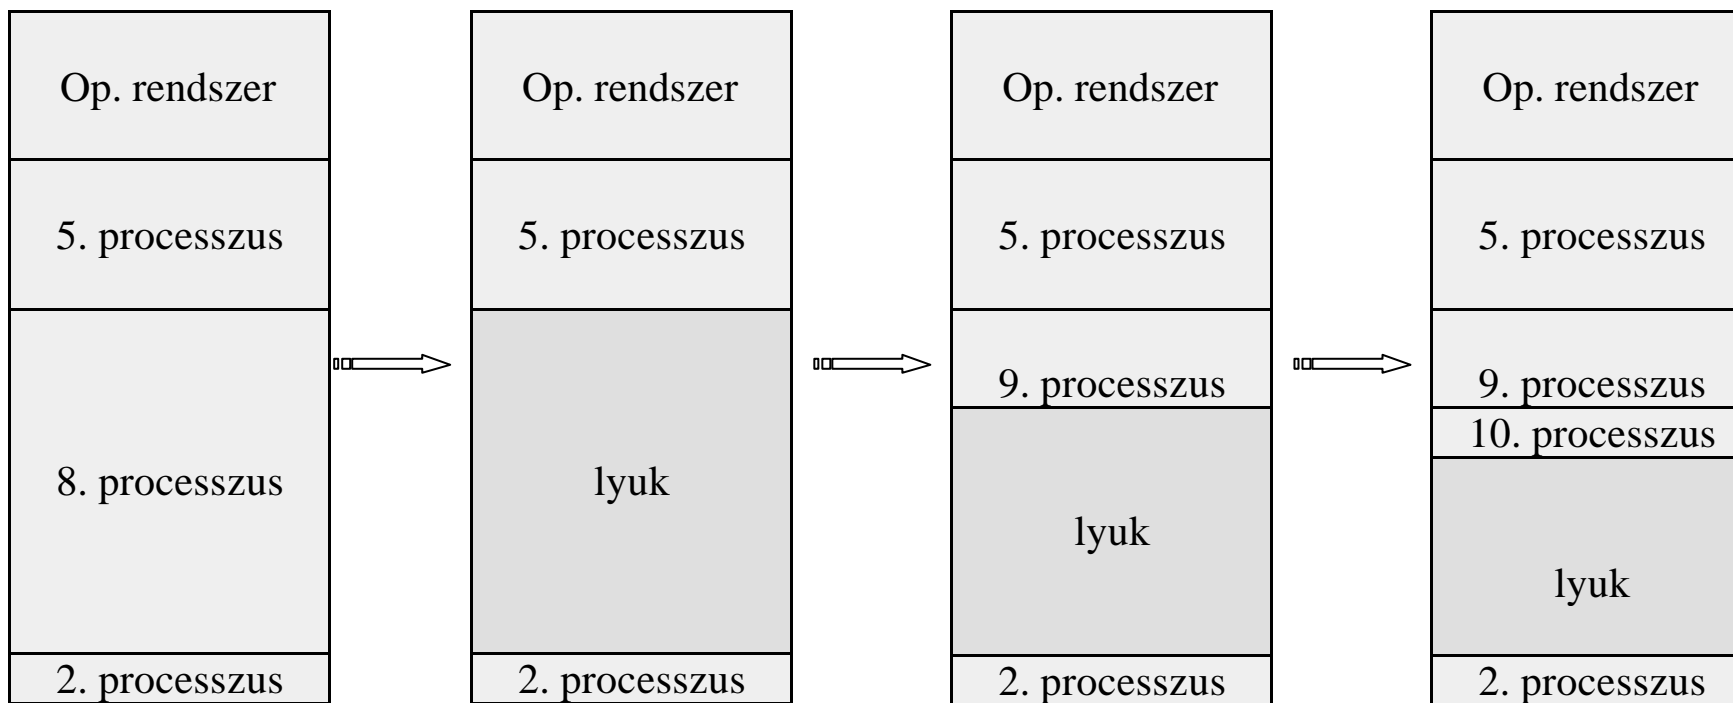 Op. rendszer
5. processzus
8. processzus
2. processzus
Op. rendszer
5. processzus
lyuk
2. processzus
Op. rendszer
5. processzus
9. processzus
lyuk
2. processzus
Op. rendszer
5. processzus
9. processzus
10. processzus
lyuk
2. processzus